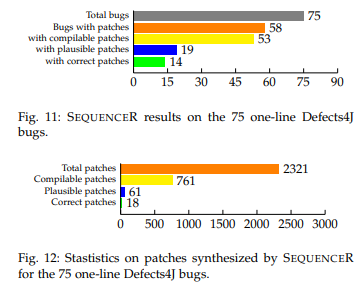 Total bugs 75
Bugs with patches 58
with compilable patches 53
with plausible patches 19
with correct patches 14
0 15 30 45 60 75 90
Fig. 11: SEQUENCER results on the 75 one-line Defects4J
bugs.
Total patches 2321
Compilable patches 761
Plausible patches 61
Correct patches 18
0 500 1000 1500 2000 2500 3000
Fig. 12: Stastistics on patches synthesized by SEQUENCER
for the 75 one-line Defects4J bugs.